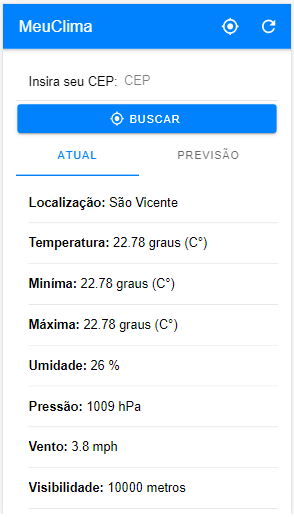 MeuClima
Insira seu CEP: CEP
BUSCAR
ATUAL PREVISÃO
Localização: São Vicente
Temperatura: 22.78 graus (C°)
Miníma: 22.78 graus (C°)
Máxima: 22.78 graus (C°)
Umidade: 26 %
Pressão: 1009 hPa
Vento: 3.8 mph
Visibilidade: 10000 metros